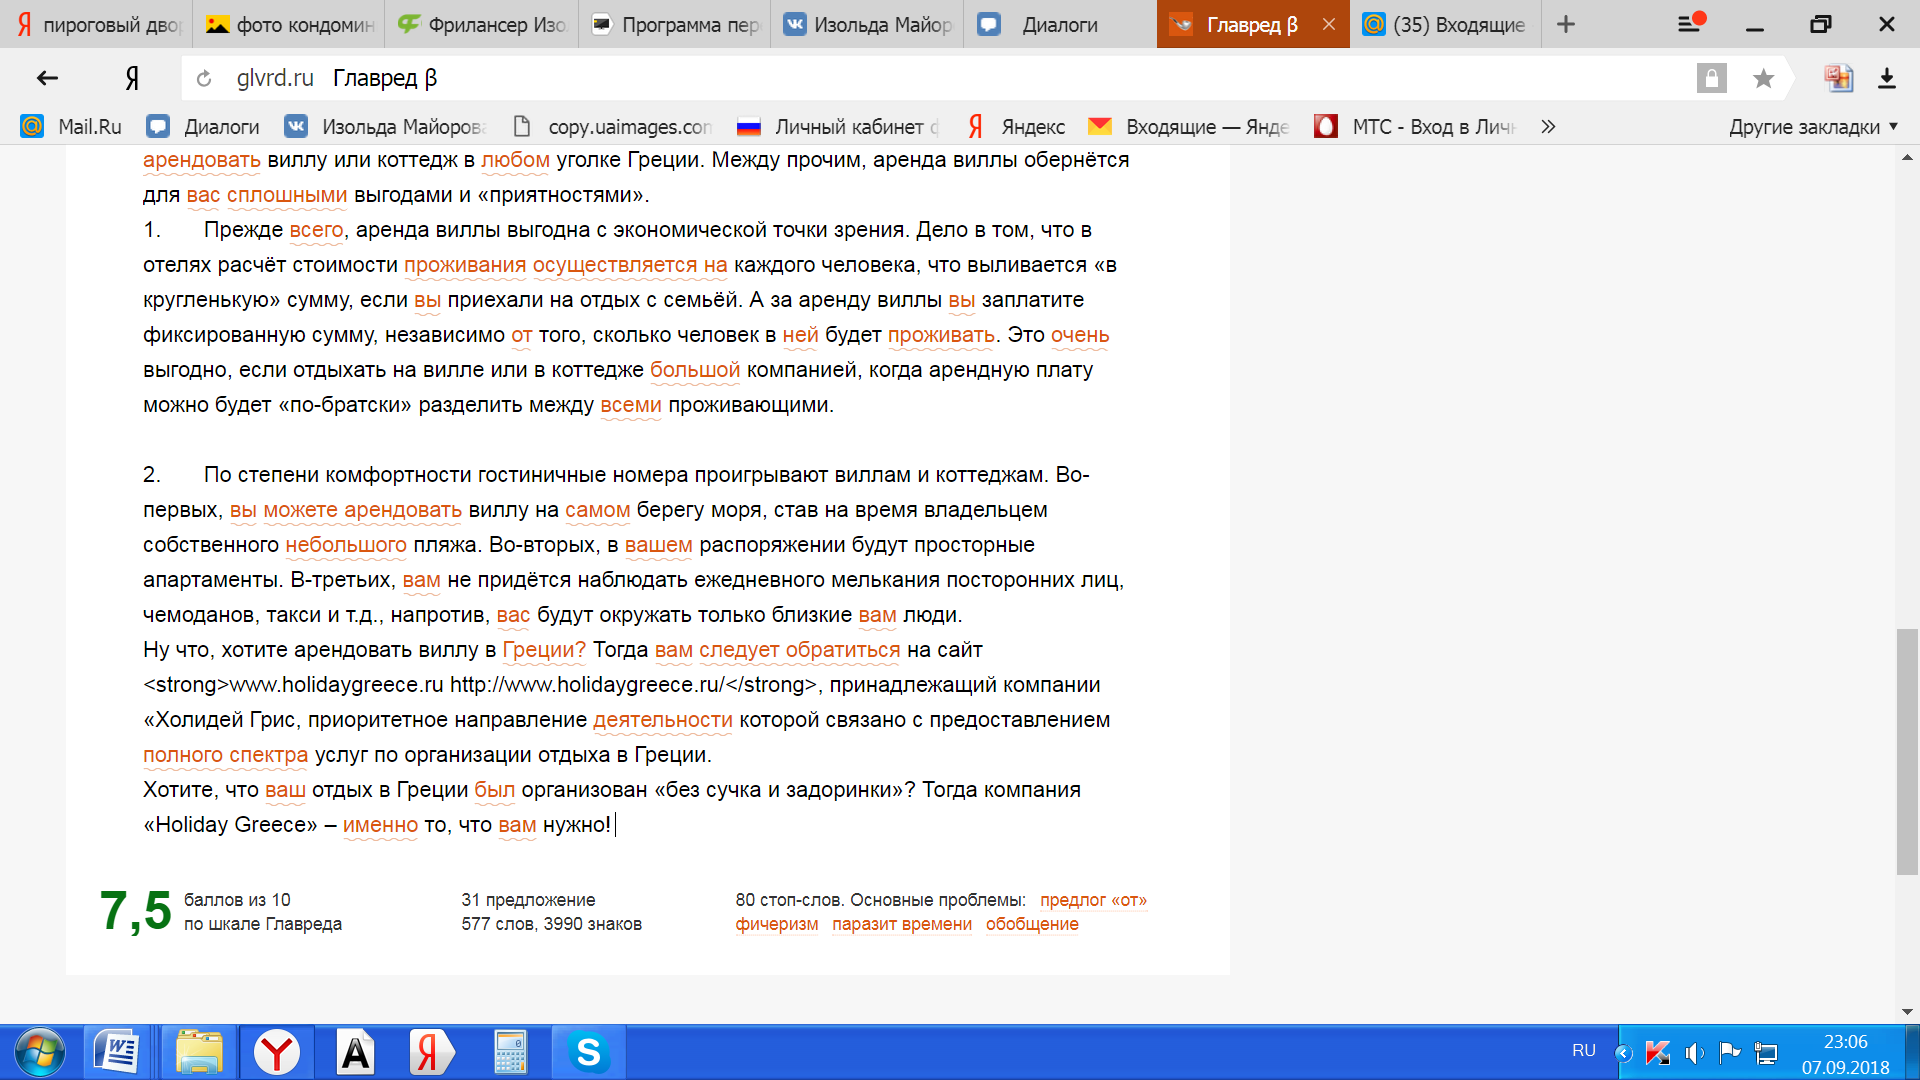 пироговый двор
фото кондомин
Фрилансер Изо
Программа пер
Изольда Майор
Диалоги
Главред β
(35) Входящие
glvrd.ru Главред β
Mail.Ru
Диалоги
Изольда Майорова
copy.uaimages.com
Личный кабинет ф
Яндекс
Входящие — Янде
МТС - Вход в Личн
Другие закладки
арендовать виллу или коттедж в любом уголке Греции. Между прочим, аренда виллы обернётся
для вас сплошными выгодами и «приятностями».
1. Прежде всего, аренда виллы выгодна с экономической точки зрения. Дело в том, что в
отелях расчёт стоимости проживания осуществляется на каждого человека, что выливается «в
кругленькую» сумму, если вы приехали на отдых с семьёй. А за аренду виллы вы заплатите
фиксированную сумму, независимо от того, сколько человек в ней будет проживать. Это очень
выгодно, если отдыхать на вилле или в коттедже большой компанией, когда арендную плату
можно будет «по-братски» разделить между всеми проживающими.
2. По степени комфортности гостиничные номера проигрывают виллам и коттеджам. Во-
первых, вы можете арендовать виллу на самом берегу моря, став на время владельцем
собственного небольшого пляжа. Во-вторых, в вашем распоряжении будут просторные
апартаменты. В-третьих, вам не придётся наблюдать ежедневного мелькания посторонних лиц,
чемоданов, такси и т.д., напротив, вас будут окружать только близкие вам люди.
Ну что, хотите арендовать виллу в Греции? Тогда вам следует обратиться на сайт
<strong>www.holidaygreece.ru http://www.holidaygreece.ru/</strong>, принадлежащий компании
«Холидей Грис, приоритетное направление деятельности которой связано с предоставлением
полного спектра услуг по организации отдыха в Греции.
Хотите, что ваш отдых в Греции был организован «без сучка и задоринки»? Тогда компания
«Holiday Greece» – именно то, что вам нужно!
7,5 баллов из 10
по шкале Главреда
31 предложение
577 слов, 3990 знаков
80 стоп-слов. Основные проблемы: предлог «от»
фичеризм паразит времени обобщение
RU
23:06
07.09.2018